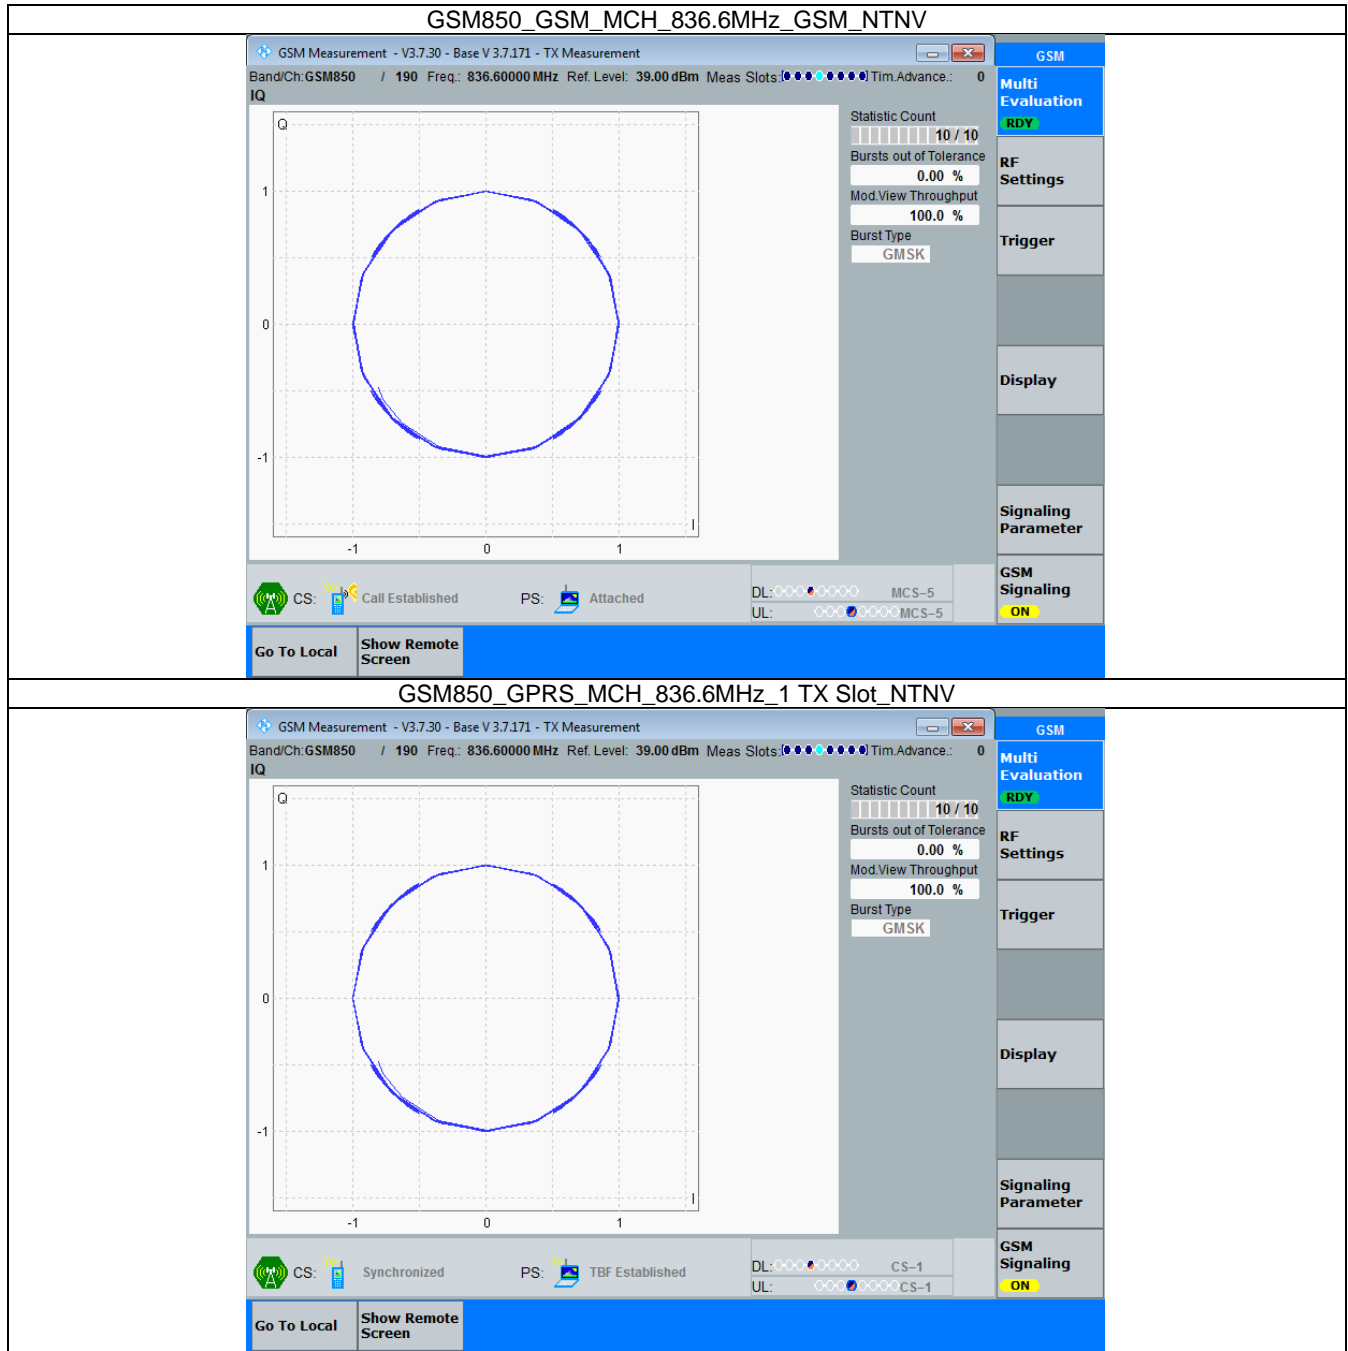 GSM850_GSM_MCH_836.6MHz_GSM_NTNV
GSM Measurement - V3.7.30 - Base V 3.7.171 - TX Measurement
GSM
Band/Ch: GSM850 / 190 Freq.: 836.60000 MHz Ref. Level: 39.00 dBm Meas Slots: Tim.Advance.: 0
IQ
Multi Evaluation
RDY
Q
Statistic Count
10 / 10
Bursts out of Tolerance
0.00 %
Mod.View Throughput
100.0 %
Burst Type
GMSK
RF Settings
Trigger
Display
Signaling Parameter
GSM Signaling
ON
1
0
-1
I
-1 0 1
CS: Call Established PS: Attached
DL: MCS-5
UL: MCS-5
Go To Local
Show Remote Screen
GSM850_GPRS_MCH_836.6MHz_1 TX Slot_NTNV
GSM Measurement - V3.7.30 - Base V 3.7.171 - TX Measurement
GSM
Band/Ch: GSM850 / 190 Freq.: 836.60000 MHz Ref. Level: 39.00 dBm Meas Slots: Tim.Advance.: 0
IQ
Multi Evaluation
RDY
Q
Statistic Count
10 / 10
Bursts out of Tolerance
0.00 %
Mod.View Throughput
100.0 %
Burst Type
GMSK
RF Settings
Trigger
Display
Signaling Parameter
GSM Signaling
ON
1
0
-1
I
-1 0 1
CS: Synchronized PS: TBF Established
DL: CS-1
UL: CS-1
Go To Local
Show Remote Screen